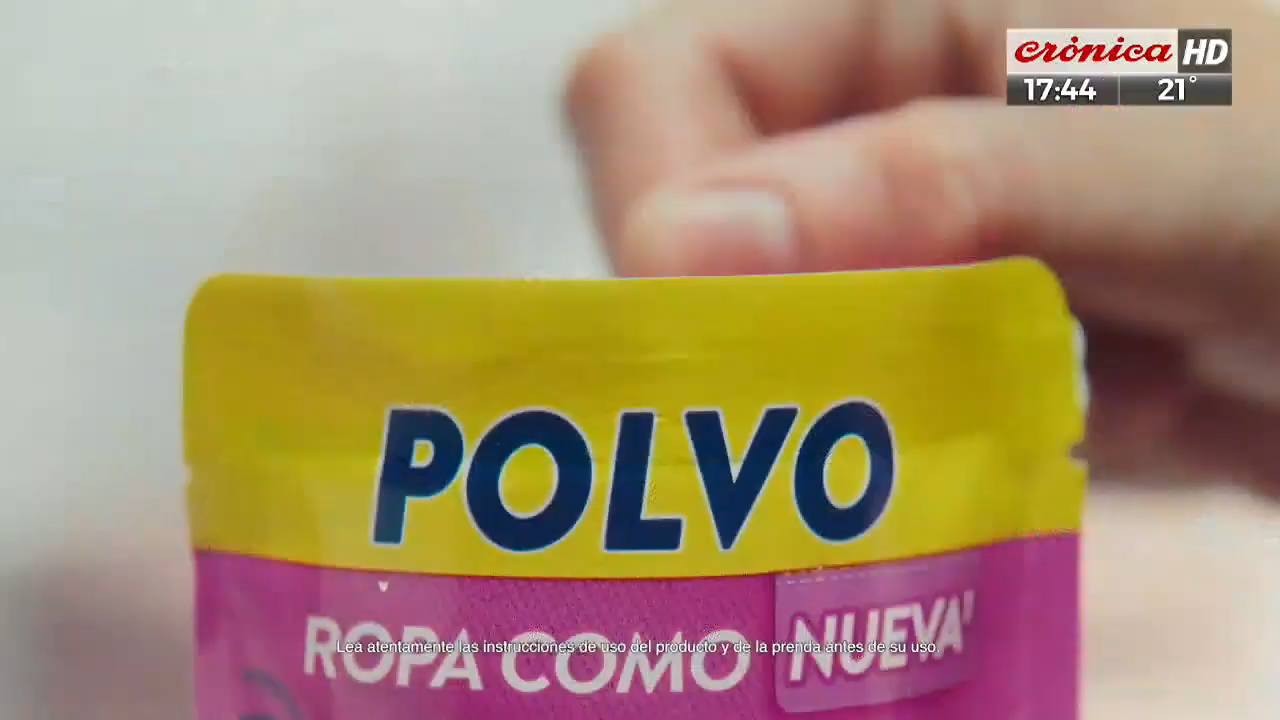 crónica HD
17:44 21°
POLVO
ROPA COMO NUEVA'
Lea atentamente las instrucciones de uso del producto y de la prenda antes de su uso.